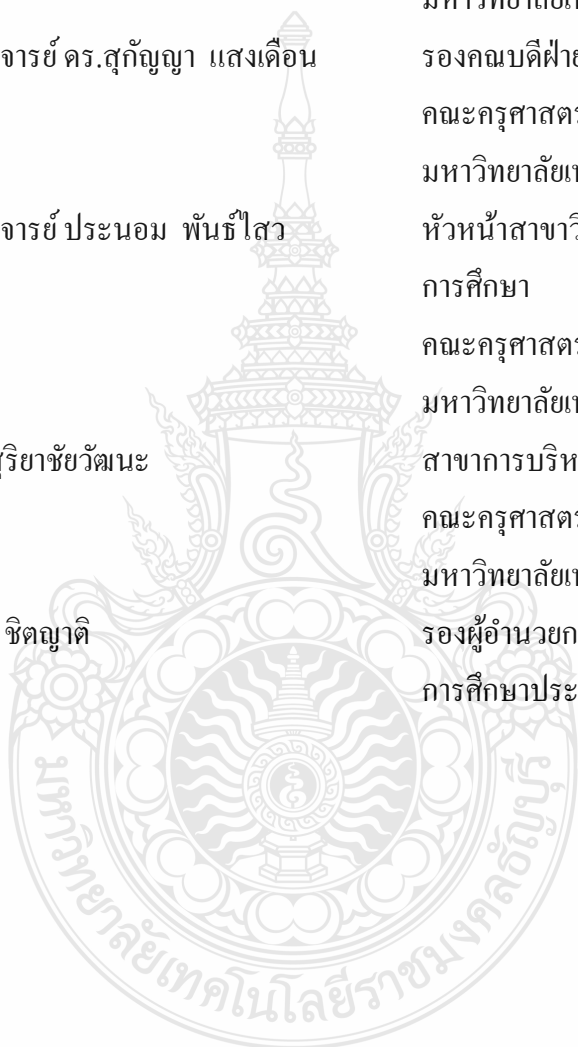 จารย์ ดร.สุกัญญา แสงเดือน รองคณบดีฝ่าย
คณะครุศาสตร
มหาวิทยาลัยเท
จารย์ ประนอม พันธ์ไสว หัวหน้าสาขาวิ
การศึกษา
คณะครุศาสตร
มหาวิทยาลัยเท
สุริยาชัยวัฒนะ สาขาการบริห
คณะครุศาสตร
มหาวิทยาลัยเท
ชิตญาติ รองผู้อำนวยก
การศึกษาประ
มหาวิทยาลัยเทคโนโลยีราชมงคลธัญบุรี